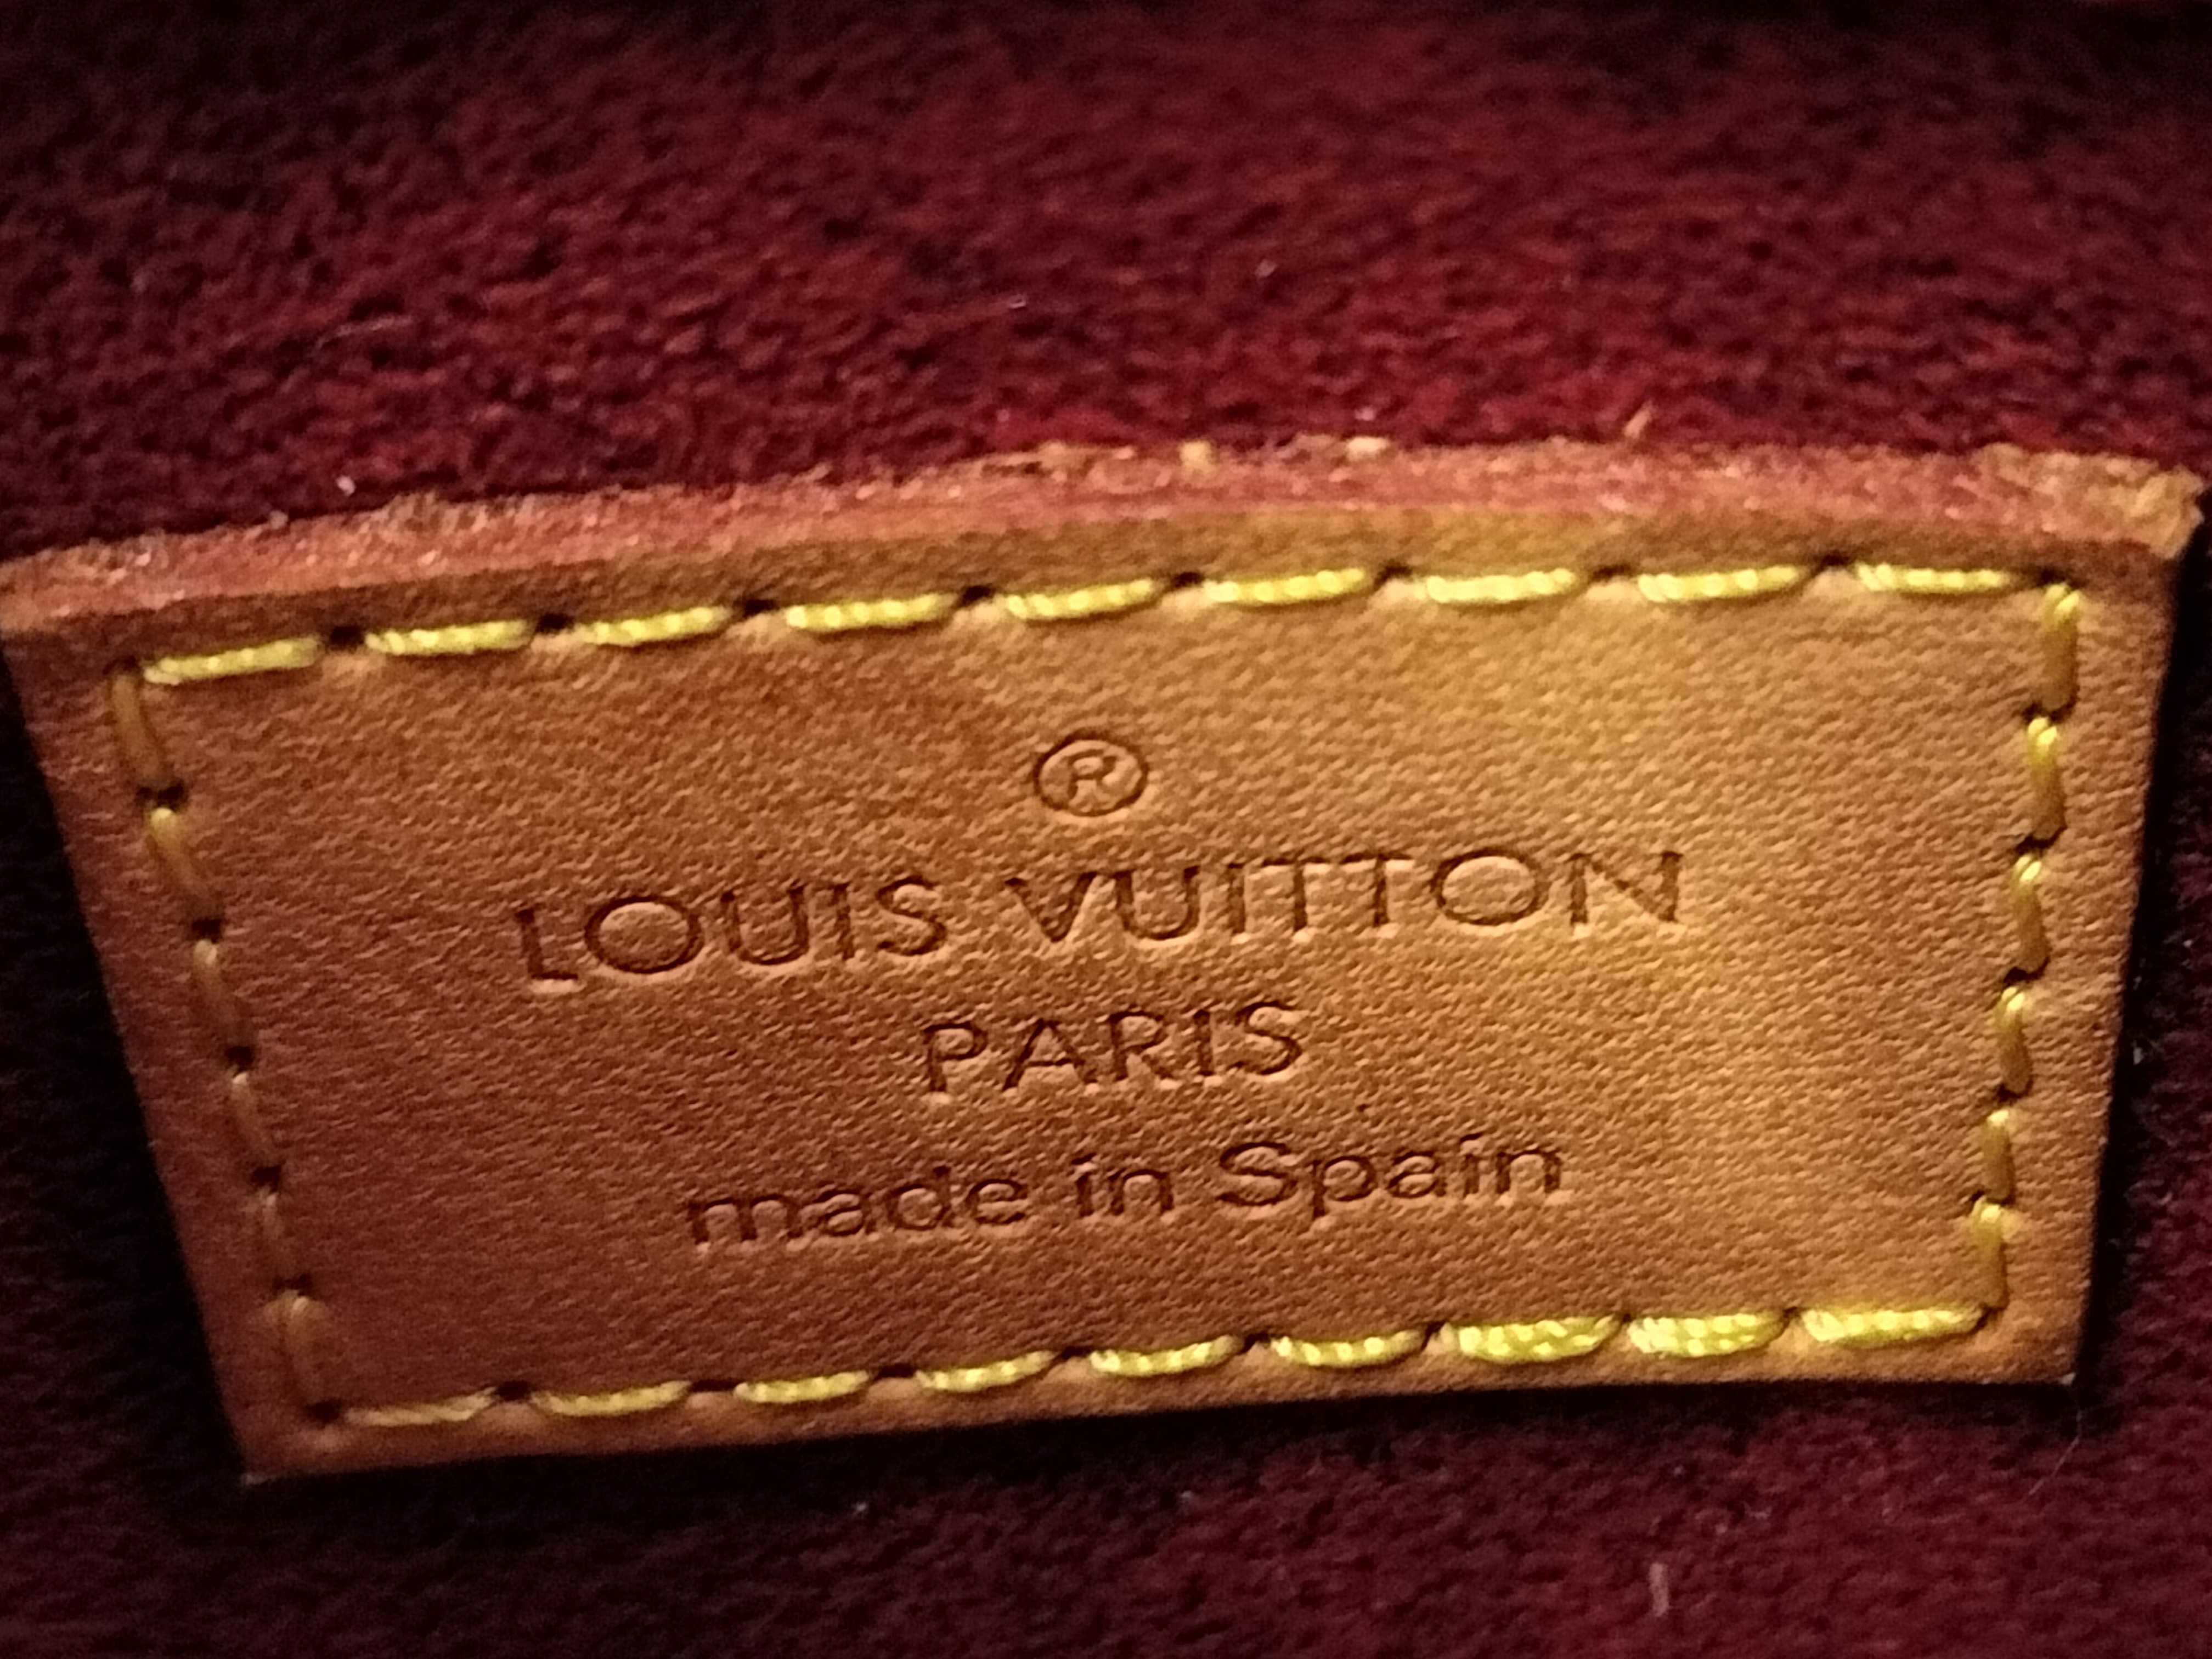 ®
LOUIS VUITTON
PARIS
made in Spain